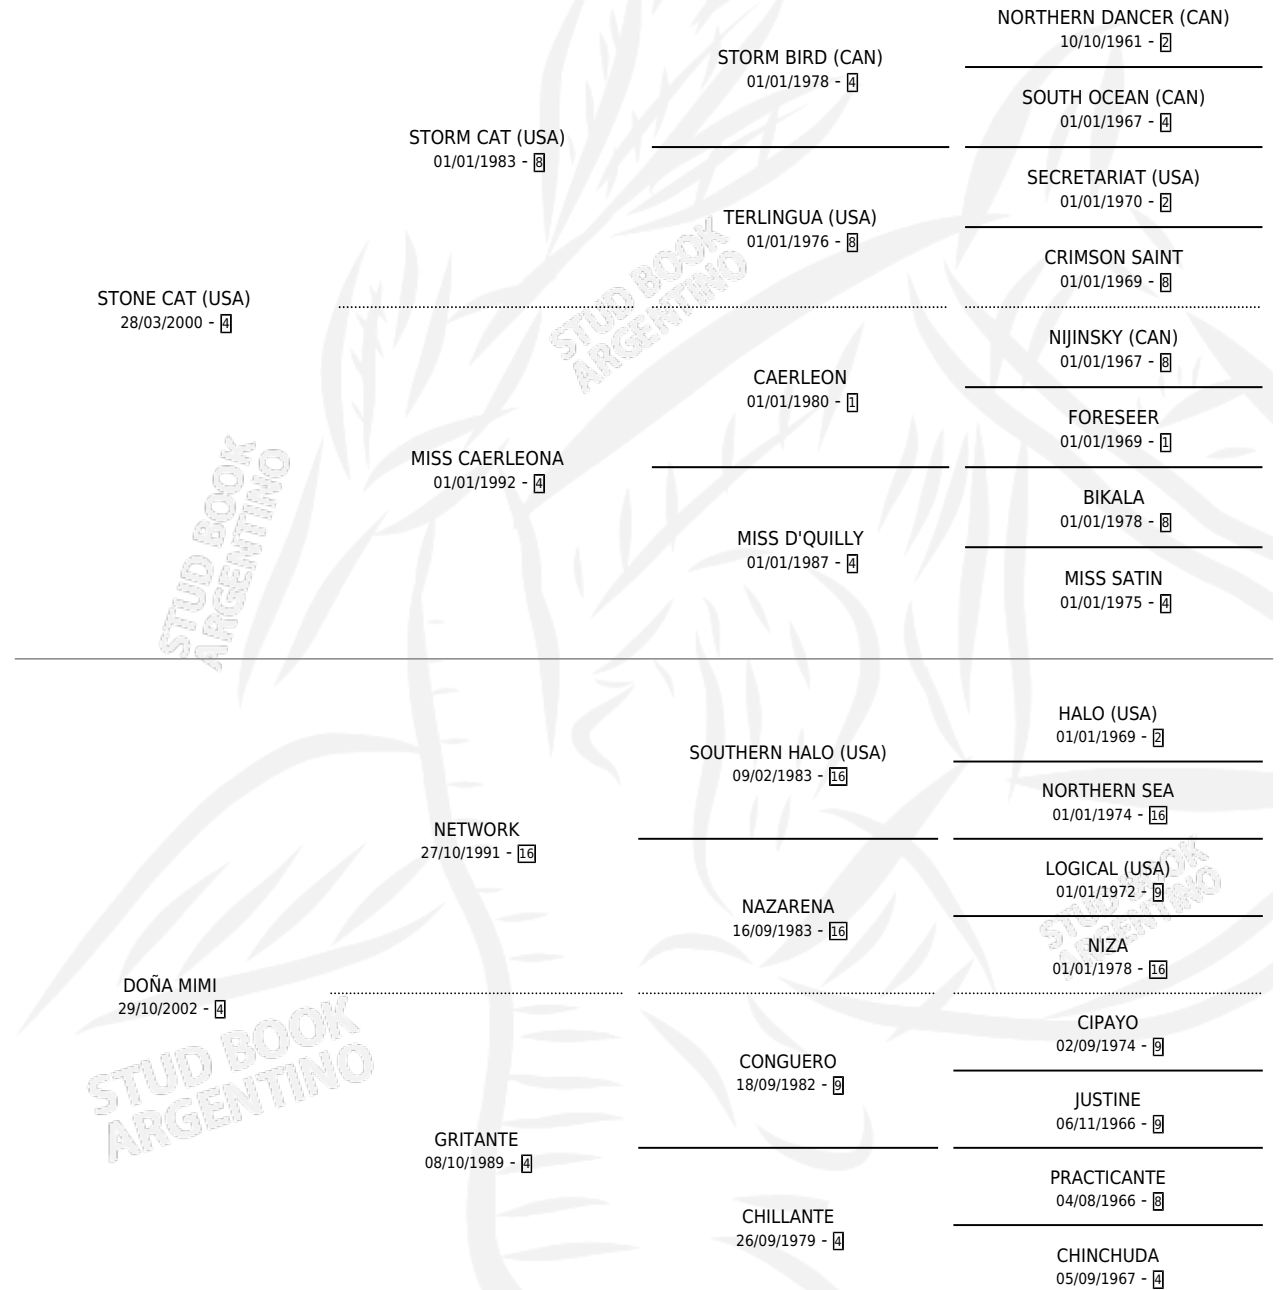 NORTHERN DANCER (CAN)
10/10/1961 - 2
STORM BIRD (CAN)
01/01/1978 - 4
SOUTH OCEAN (CAN)
01/01/1967 - 4
STORM CAT (USA)
01/01/1983 - 8
SECRETARIAT (USA)
01/01/1970 - 2
TERLINGUA (USA)
01/01/1976 - 8
CRIMSON SAINT
01/01/1969 - 8
STONE CAT (USA)
28/03/2000 - 4
STUD BOOK
ARGENTINO
NIJINSKY (CAN)
01/01/1967 - 8
CAERLEON
01/01/1980 - 1
FORESEER
01/01/1969 - 1
MISS CAERLEONA
01/01/1992 - 4
BIKALA
01/01/1978 - 8
MISS D'QUILLY
01/01/1987 - 4
MISS SATIN
01/01/1975 - 4
STUD BOOK
ARGENTINO
HALO (USA)
01/01/1969 - 2
SOUTHERN HALO (USA)
09/02/1983 - 16
NORTHERN SEA
01/01/1974 - 16
NETWORK
27/10/1991 - 16
LOGICAL (USA)
01/01/1972 - 9
NAZARENA
16/09/1983 - 16
STUD BOOK
ARGENTINO
NIZA
01/01/1978 - 16
DOÑA MIMI
29/10/2002 - 4
STUD BOOK
ARGENTINO
CIPAYO
02/09/1974 - 9
CONGUERO
18/09/1982 - 9
JUSTINE
06/11/1966 - 9
GRITANTE
08/10/1989 - 4
PRACTICANTE
04/08/1966 - 8
CHILLANTE
26/09/1979 - 4
CHINCHUDA
05/09/1967 - 4